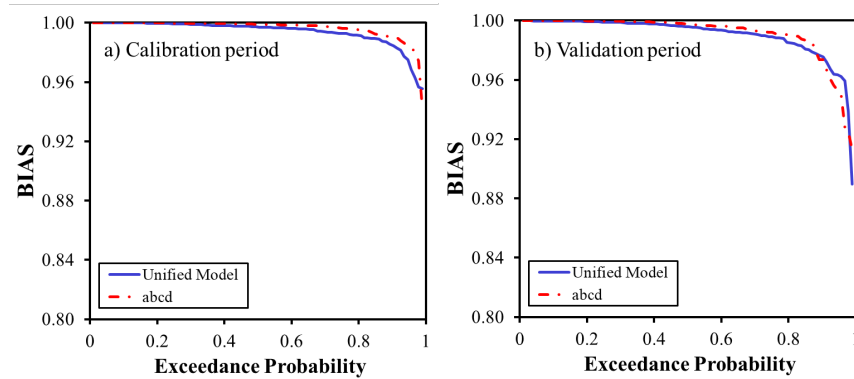 a) Calibration period
BIAS
1.00
0.96
0.92
0.88
0.84
0.80
Unified Model
abcd
0 0.2 0.4 0.6 0.8 1
Exceedance Probability
b) Validation period
BIAS
1.00
0.96
0.92
0.88
0.84
0.80
Unified Model
abcd
0 0.2 0.4 0.6 0.8 1
Exceedance Probability